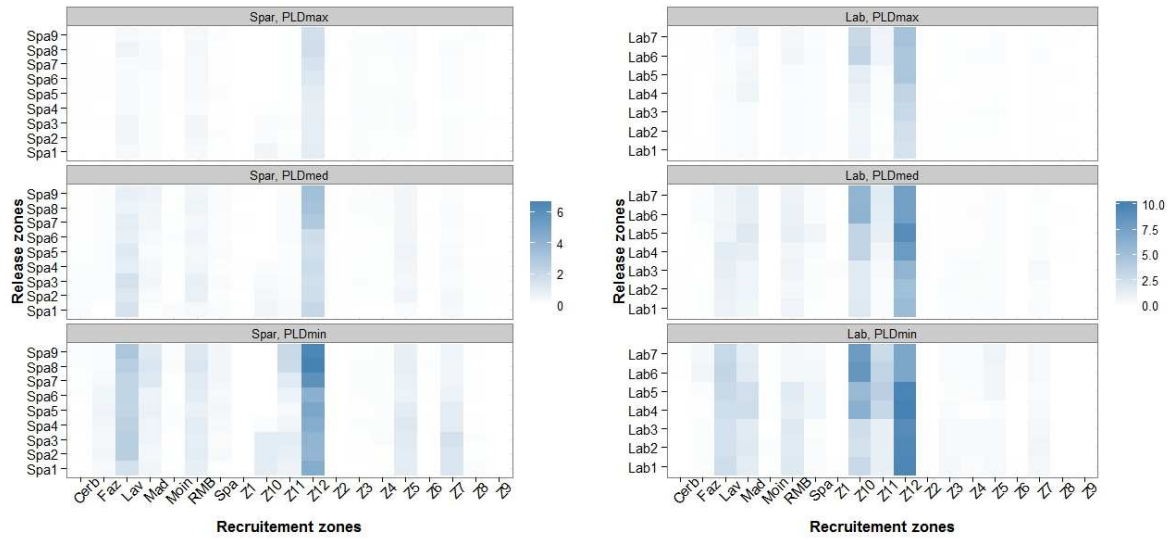 Spar, PLDmax
Spa9
Spa8
Spa7
Spa6
Spa5
Spa4
Spa3
Spa2
Spa1
Spar, PLDmed
Spa9
Spa8
Spa7
Spa6
Spa5
Spa4
Spa3
Spa2
Spa1
Spar, PLDmin
Spa9
Spa8
Spa7
Spa6
Spa5
Spa4
Spa3
Spa2
Spa1
Release zones
Cerb Faz Lav Mad Moin RMB Spa Z1 Z10 Z11 Z12 Z2 Z3 Z4 Z5 Z6 Z7 Z8 Z9
Recruitement zones
6
4
2
0
Lab, PLDmax
Lab7
Lab6
Lab5
Lab4
Lab3
Lab2
Lab1
Lab, PLDmed
Lab7
Lab6
Lab5
Lab4
Lab3
Lab2
Lab1
Lab, PLDmin
Lab7
Lab6
Lab5
Lab4
Lab3
Lab2
Lab1
Release zones
Cerb Faz Lav Mad Moin RMB Spa Z1 Z10 Z11 Z12 Z2 Z3 Z4 Z5 Z6 Z7 Z8 Z9
Recruitement zones
10.0
7.5
5.0
2.5
0.0